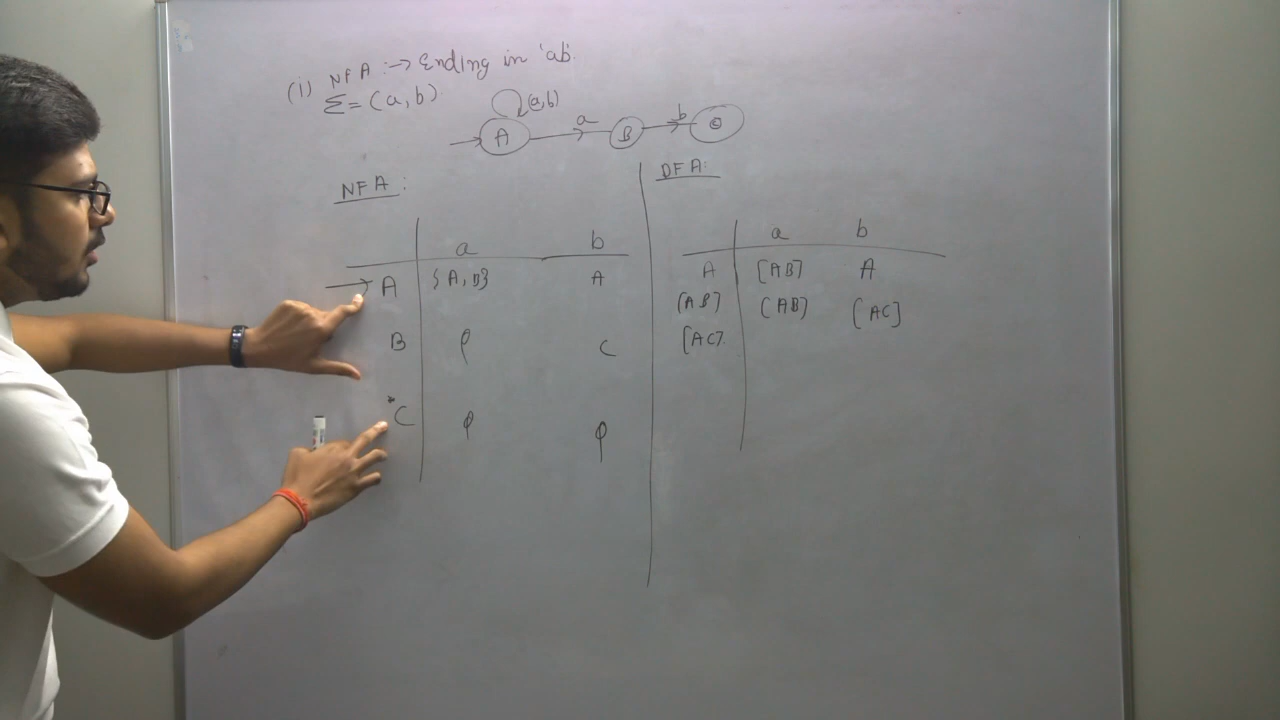 (i) NFA :→ Ending in 'ab'.
Σ = (a, b)
(a,b)
→ A a B b C
NFA :
a b
→ A {A, B} A
B φ C
* C φ φ
DFA:
a b
A [AB] A
[AB] [AB] [AC]
[AC]